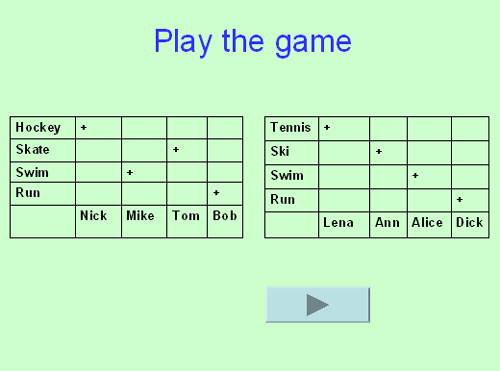 Play the game
Hockey +
Skate +
Swim +
Run +
Nick Mike Tom Bob
Tennis +
Ski +
Swim +
Run +
Lena Ann Alice Dick